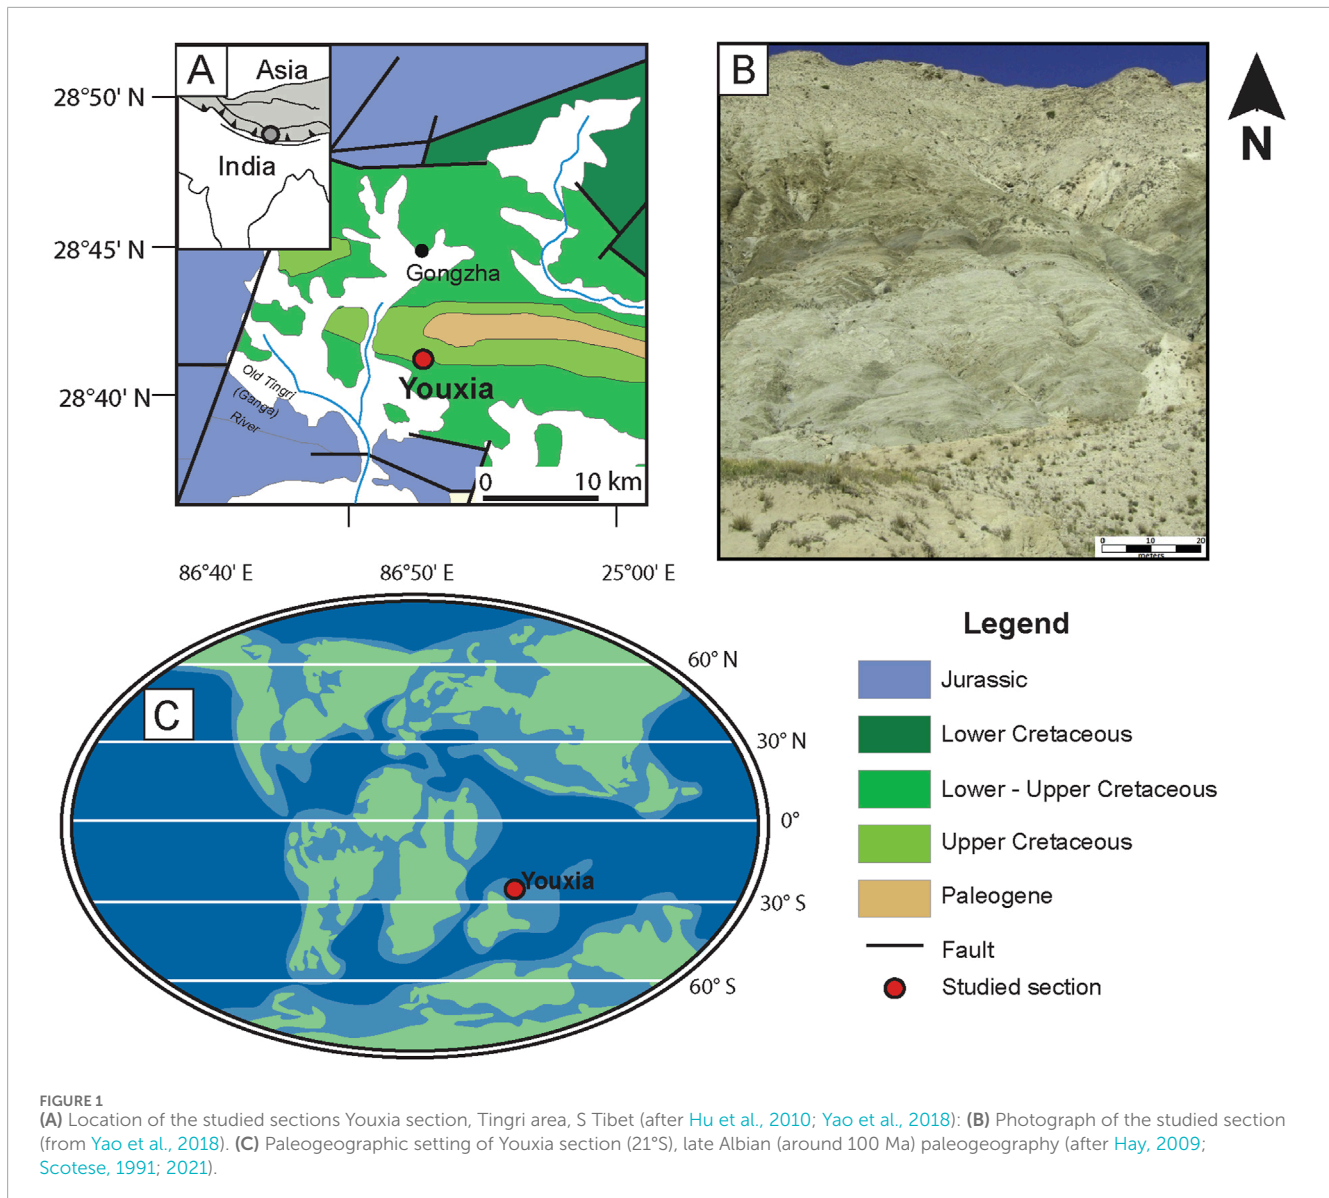 A
Asia
India
28°50' N
28°45' N
28°40' N
Gongzha
Youxia
Old Tingri
(Ganga)
River
0 10 km
86°40' E 86°50' E 25°00' E
B
N
0 10 20
meters
C
60° N
30° N
0°
30° S
60° S
Youxia
Legend
Jurassic
Lower Cretaceous
Lower - Upper Cretaceous
Upper Cretaceous
Paleogene
Fault
Studied section
FIGURE 1
(A) Location of the studied sections Youxia section, Tingri area, S Tibet (after Hu et al., 2010; Yao et al., 2018): (B) Photograph of the studied section
(from Yao et al., 2018). (C) Paleogeographic setting of Youxia section (21°S), late Albian (around 100 Ma) paleogeography (after Hay, 2009;
Scotese, 1991; 2021).